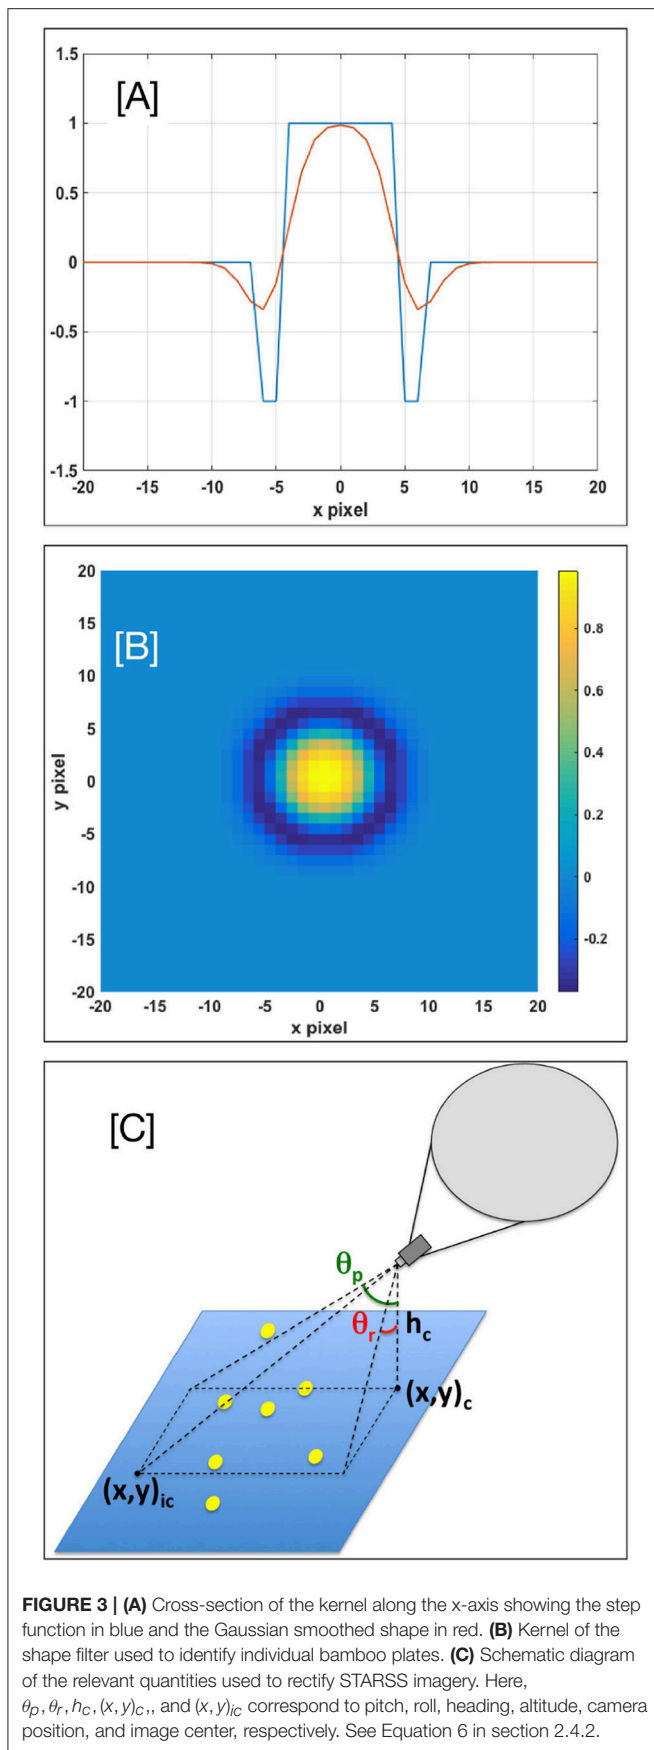 [A]
1.5
1
0.5
0
-0.5
-1
-1.5
-20 -15 -10 -5 0 5 10 15 20
x pixel
[B]
20
15
10
5
0
-5
-10
-15
-20
y pixel
-20 -15 -10 -5 0 5 10 15 20
x pixel
0.8
0.6
0.4
0.2
0
-0.2
[C]
θp
θr
hc
(x,y)c
(x,y)ic
FIGURE 3 | (A) Cross-section of the kernel along the x-axis showing the step
function in blue and the Gaussian smoothed shape in red. (B) Kernel of the
shape filter used to identify individual bamboo plates. (C) Schematic diagram
of the relevant quantities used to rectify STARSS imagery. Here,
θp, θr, hc, (x, y)c,, and (x, y)ic correspond to pitch, roll, heading, altitude, camera
position, and image center, respectively. See Equation 6 in section 2.4.2.